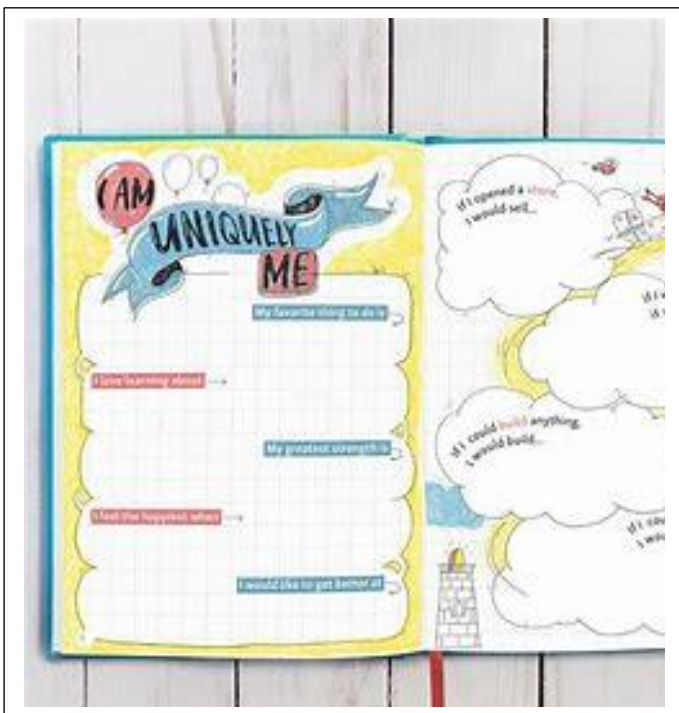 I AM
UNIQUELY
ME
My favorite thing to do is
I love learning about
My greatest strength is
I feel the happiest when
I would like to get better at
If I opened a store,
I would sell...
If I could build anything,
I would build...
If I